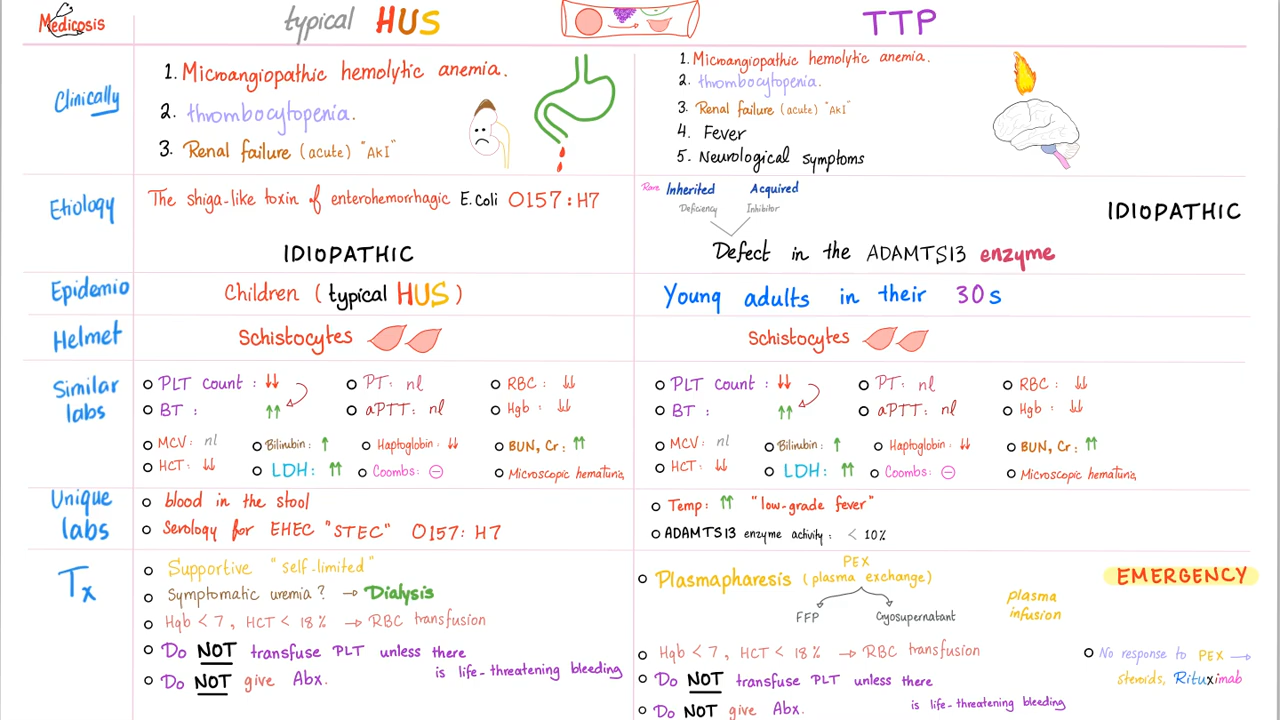 Medicosis
typical HUS
TTP
Clinically
1. Microangiopathic hemolytic anemia.
2. thrombocytopenia.
3. Renal failure (acute) "AkI"
1. Microangiopathic hemolytic anemia.
2. thrombocytopenia.
3. Renal failure (acute) "AkI"
4. Fever
5. Neurological symptoms
Etiology
The shiga-like toxin of enterohemorrhagic E.coli O157:H7
IDIOPATHIC
Rare Inherited Acquired
Deficiency Inhibitor
Defect in the ADAMTS13 enzyme
IDIOPATHIC
Epidemio
Children (typical HUS)
Young adults in their 30s
Helmet
Schistocytes
Schistocytes
Similar
labs
PLT count : ↓↓ PT: nl RBC : ↓↓
BT : ↑↑ aPTT: nl Hgb : ↓↓
MCV: nl Bilirubin: ↑ Haptoglobin: ↓↓ BUN, Cr: ↑↑
HCT: ↓↓ LDH: ↑↑ Coombs: ⊖ Microscopic hematuria,
PLT count : ↓↓ PT: nl RBC : ↓↓
BT : ↑↑ aPTT: nl Hgb : ↓↓
MCV: nl Bilirubin: ↑ Haptoglobin: ↓↓ BUN, Cr: ↑↑
HCT: ↓↓ LDH: ↑↑ Coombs: ⊖ Microscopic hematuria,
Unique
labs
blood in the stool
Serology for EHEC "STEC" O157: H7
Temp: ↑↑ "low-grade fever"
ADAMTS13 enzyme activity: < 10%
Tx
Supportive "self-limited"
Symptomatic uremia? → Dialysis
Hgb < 7, HCT < 18% → RBC transfusion
Do NOT transfuse PLT unless there
is life-threatening bleeding
Do NOT give Abx.
PEX
Plasmapharesis (plasma exchange)
FFP Cryosupernatant
plasma
infusion
EMERGENCY
Hgb < 7, HCT < 18% → RBC transfusion
Do NOT transfuse PLT unless there
is life-threatening bleeding
Do NOT give Abx.
No response to PEX →
steroids, Rituximab